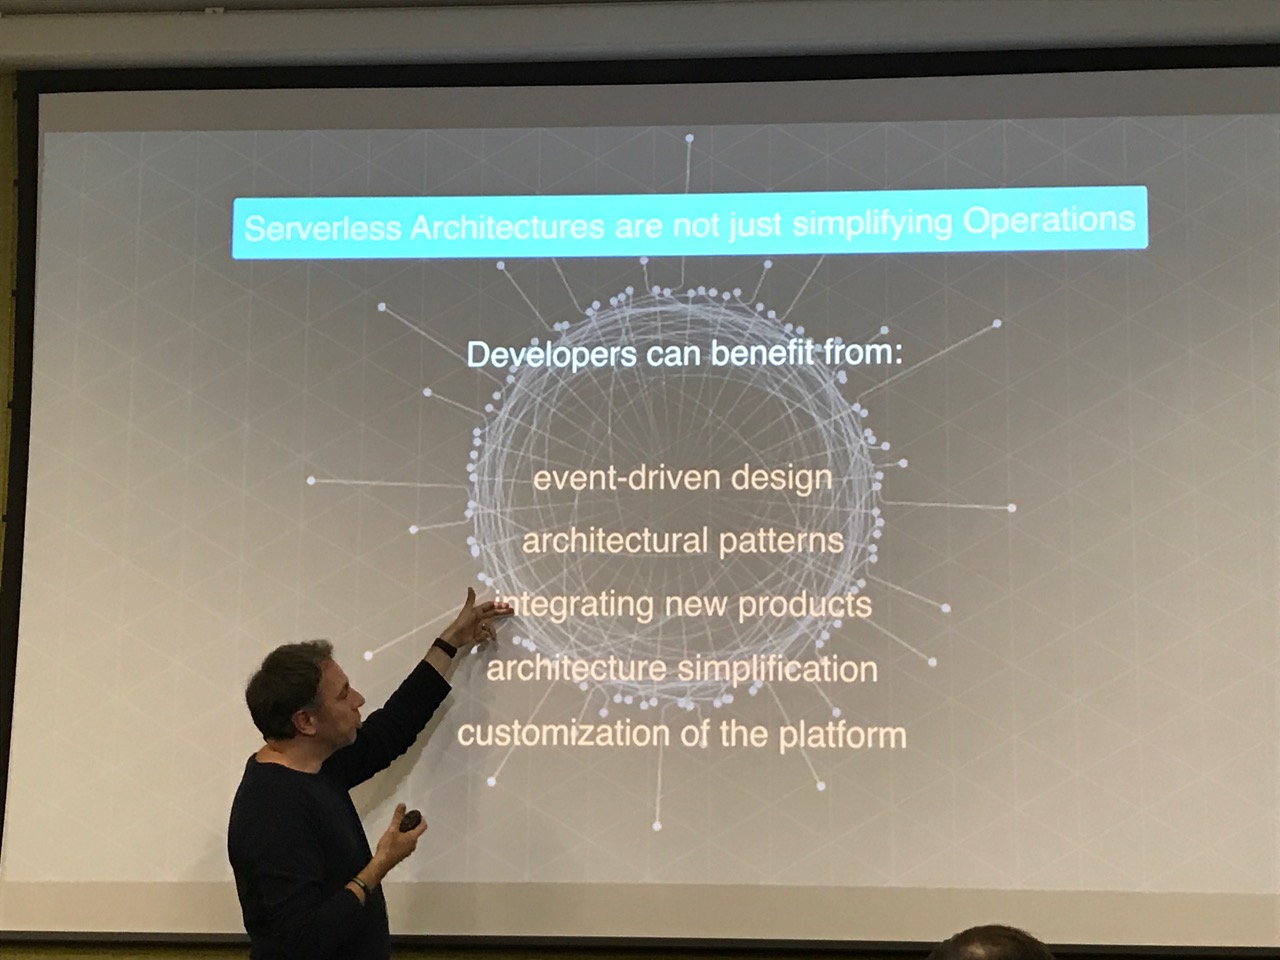 Serverless Architectures are not just simplifying Operations
Developers can benefit from:
event-driven design
architectural patterns
integrating new products
architecture simplification
customization of the platform